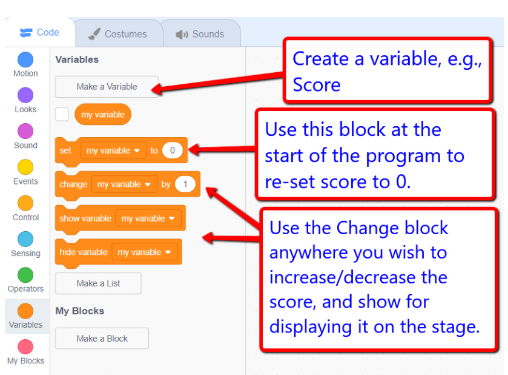 Code
Costumes
Sounds
Motion
Looks
Sound
Events
Control
Sensing
Operators
Variables
My Blocks
Variables
Make a Variable
my variable
set my variable to 0
change my variable by 1
show variable my variable
hide variable my variable
Make a List
My Blocks
Make a Block
Create a variable, e.g.,
Score
Use this block at the
start of the program to
re-set score to 0.
Use the Change block
anywhere you wish to
increase/decrease the
score, and show for
displaying it on the stage.